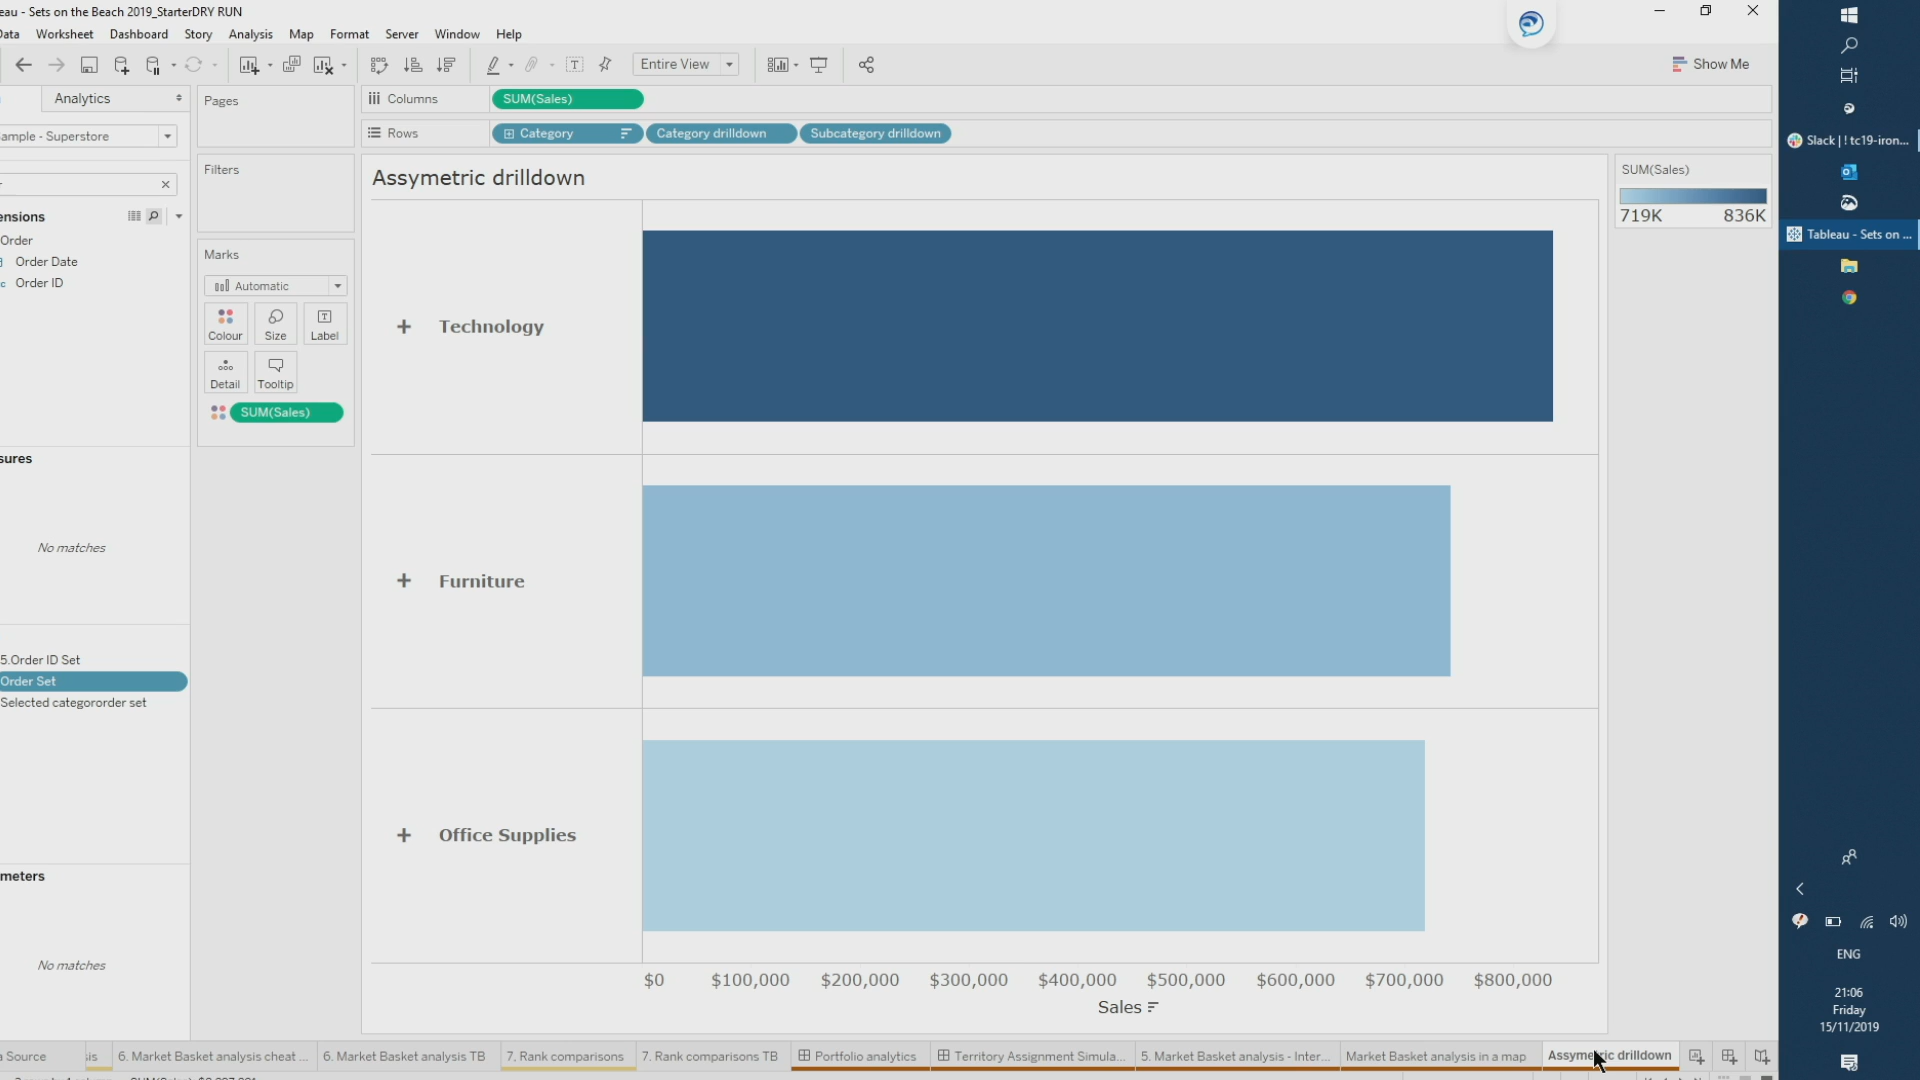 eau - Sets on the Beach 2019_StarterDRY RUN
Data Worksheet Dashboard Story Analysis Map Format Server Window Help
Entire View
Show Me
Analytics
Pages
Columns
SUM(Sales)
Sample - Superstore
Rows
Category
Category drilldown
Subcategory drilldown
Slack | ! tc19-iron...
Filters
Assymetric drilldown
SUM(Sales)
719K 836K
ensions
Tableau - Sets on ...
Order
Order Date
Order ID
Marks
Automatic
Colour Size Label
Detail Tooltip
SUM(Sales)
Technology
sures
No matches
Furniture
5.Order ID Set
Order Set
Selected categororder set
Office Supplies
meters
No matches
$0 $100,000 $200,000 $300,000 $400,000 $500,000 $600,000 $700,000 $800,000
Sales
ENG
21:06
Friday
15/11/2019
a Source
sis
6. Market Basket analysis cheat ...
6. Market Basket analysis TB
7. Rank comparisons
7. Rank comparisons TB
Portfolio analytics
Territory Assignment Simula...
5. Market Basket analysis - Inter...
Market Basket analysis in a map
Assymetric drilldown